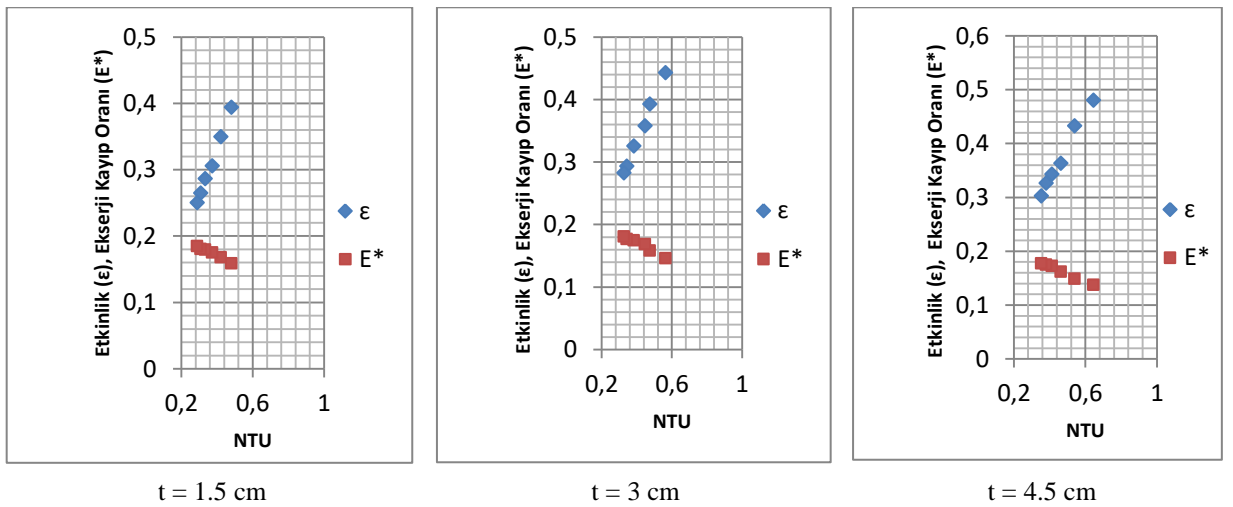 Etkinlik (ε), Ekserji Kayıp Oranı (E*)
0,5
0,4
0,3
0,2
0,1
0
0,2 0,6 1
NTU
ε
E*
t = 1.5 cm
Etkinlik (ε), Ekserji Kayıp Oranı (E*)
0,5
0,4
0,3
0,2
0,1
0
0,2 0,6 1
NTU
ε
E*
t = 3 cm
Etkinlik (ε), Ekserji Kayıp Oranı (E*)
0,6
0,5
0,4
0,3
0,2
0,1
0
0,2 0,6 1
NTU
ε
E*
t = 4.5 cm